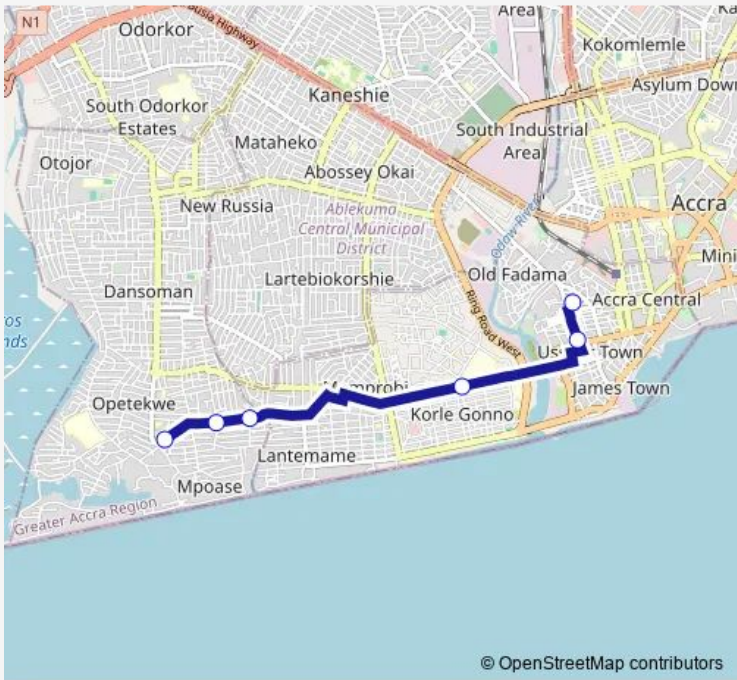 N1
Odorkor
Area
Kokomlemle
Kaneshie
Asylum Down
South Odorkor
Estates
South Industrial
Area
Mataheko
Otojor
Abossey Okai
New Russia
Ablekuma
Central Municipal
District
Accra
Odaw River
Lartebiokorshie
Old Fadama
Dansoman
Accra Central
Ring Road West
Town
James Town
Opetekwe
Korle Gonno
Lantemame
Mpoase
Greater Accra Region
© OpenStreetMap contributors